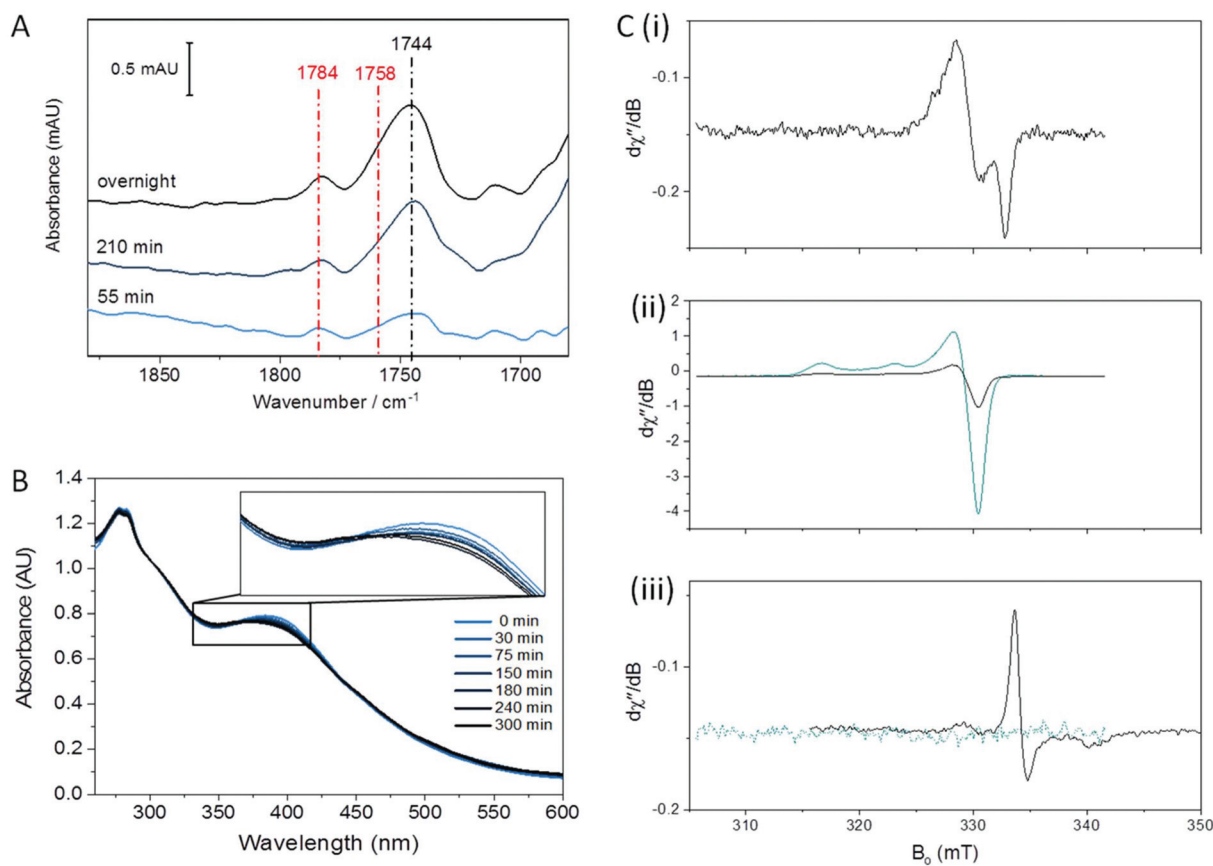 A
0.5 mAU
1784
1758
1744
overnight
210 min
55 min
Absorbance (mAU)
1850
1800
1750
1700
Wavenumber / cm⁻¹
B
1.4
1.2
1.0
0.8
0.6
0.4
0.2
0.0
Absorbance (AU)
0 min
30 min
75 min
150 min
180 min
240 min
300 min
300
350
400
450
500
550
600
Wavelength (nm)
C (i)
-0.1
-0.2
dχ″/dB
(ii)
2
1
0
-1
-2
-3
-4
dχ″/dB
(iii)
-0.1
-0.2
dχ″/dB
310
320
330
340
350
B₀ (mT)